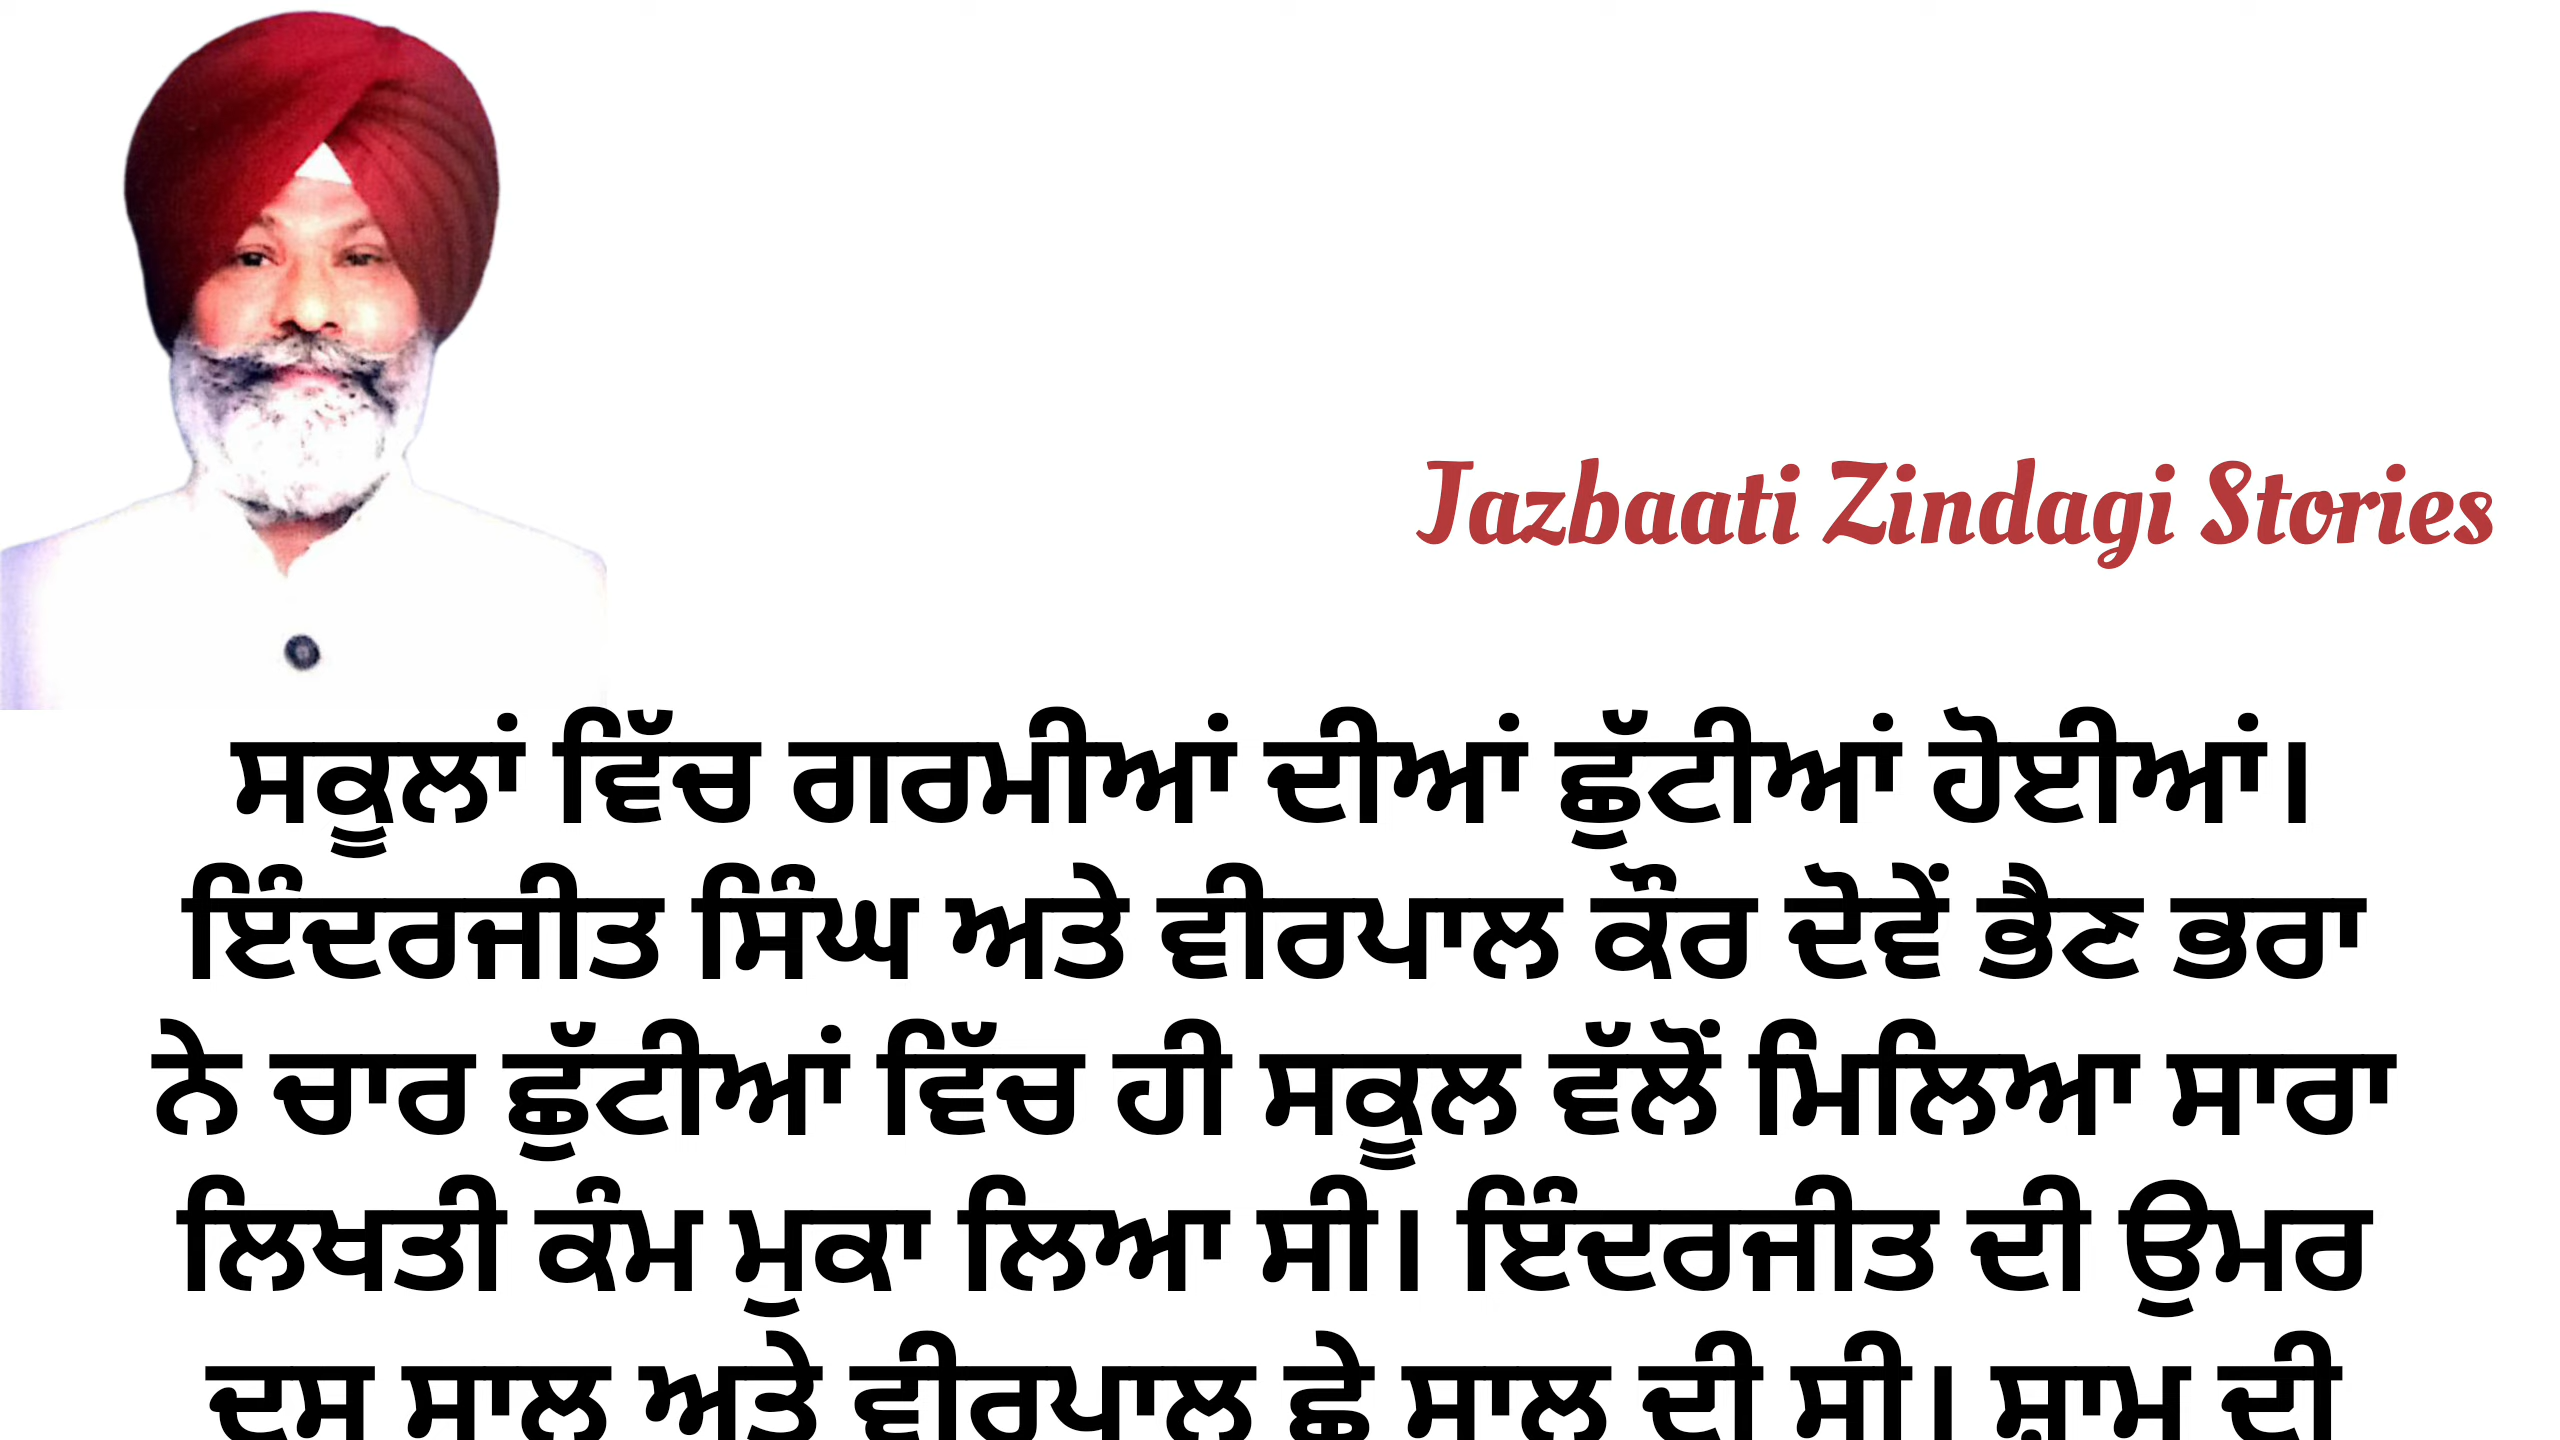 Jazbaati Zindagi Stories
ਸਕੂਲਾਂ ਵਿੱਚ ਗਰਮੀਆਂ ਦੀਆਂ ਛੁੱਟੀਆਂ ਹੋਈਆਂ।
ਇੰਦਰਜੀਤ ਸਿੰਘ ਅਤੇ ਵੀਰਪਾਲ ਕੌਰ ਦੋਵੇਂ ਭੈਣ ਭਰਾ
ਨੇ ਚਾਰ ਛੁੱਟੀਆਂ ਵਿੱਚ ਹੀ ਸਕੂਲ ਵੱਲੋਂ ਮਿਲਿਆ ਸਾਰਾ
ਲਿਖਤੀ ਕੰਮ ਮੁਕਾ ਲਿਆ ਸੀ। ਇੰਦਰਜੀਤ ਦੀ ਉਮਰ
ਦਸ ਸਾਲ ਅਤੇ ਵੀਰਪਾਲ ਛੇ ਸਾਲ ਦੀ ਸੀ। ਸ਼ਾਮ ਦੀ